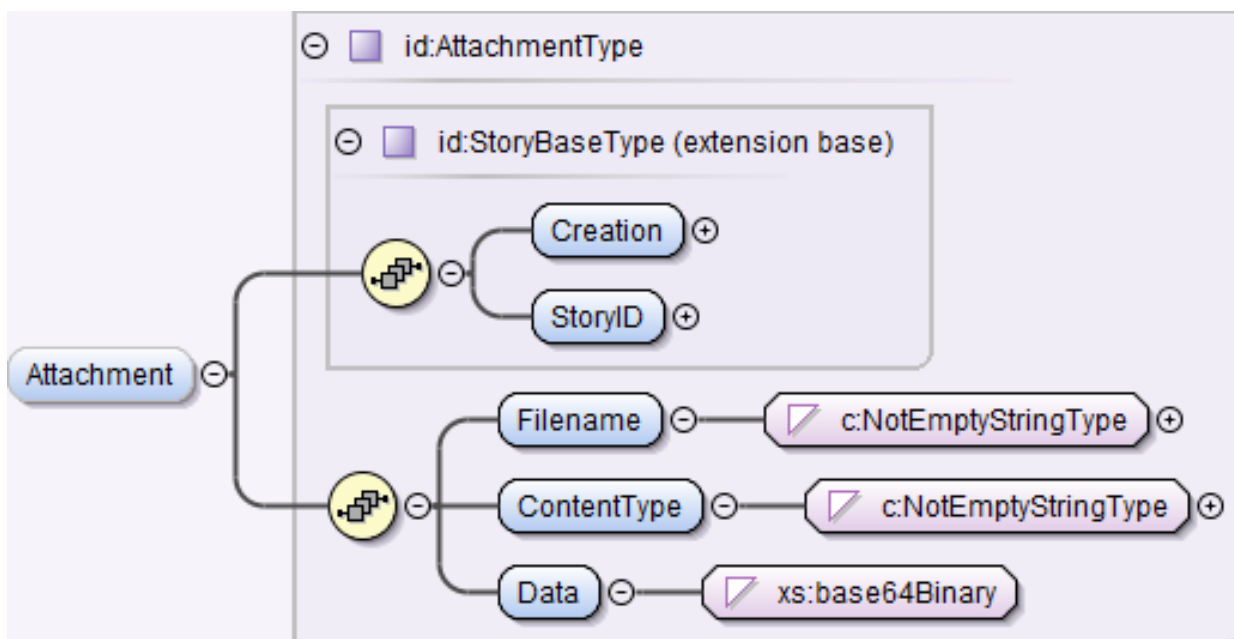 id:AttachmentType
id:StoryBaseType (extension base)
Creation
StoryID
Attachment
Filename
c:NotEmptyStringType
ContentType
c:NotEmptyStringType
Data
xs:base64Binary